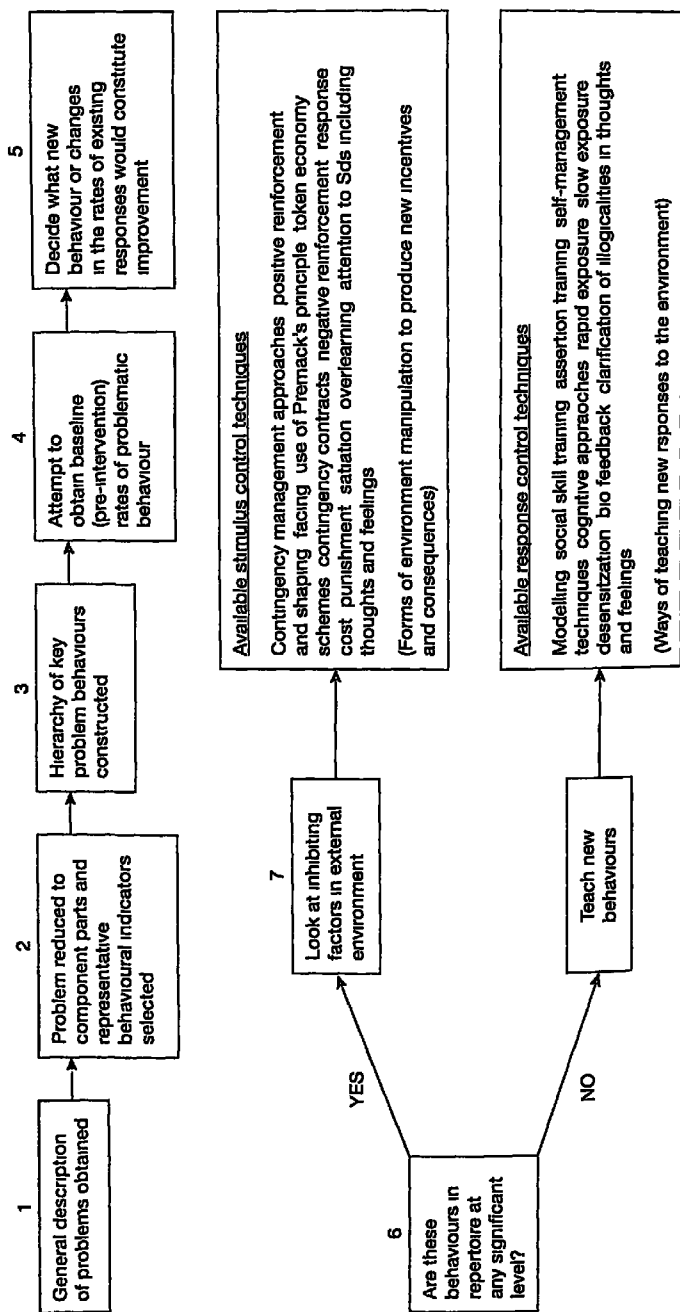 1
General description
of problems obtained
2
Problem reduced to
component parts and
representative
behavioural indicators
selected
3
Hierarchy of key
problem behaviours
constructed
4
Attempt to
obtain baseline
(pre-intervention)
rates of problematic
behaviour
5
Decide what new
behaviour or changes
in the rates of existing
responses would constitute
improvement
6
Are these
behaviours in
repertoire at
any significant
level?
YES
7
Look at inhibiting
factors in external
environment
Available stimulus control techniques
Contingency management approaches positive reinforcement
and shaping facing use of Premack's principle token economy
schemes contingency contracts negative reinforcement response
cost punishment satiation overlearning attention to Sds including
thoughts and feelings
(Forms of environment manipulation to produce new incentives
and consequences)
NO
Teach new
behaviours
Available response control techniques
Modelling social skill training assertion training self-management
techniques cognitive appraoches rapid exposure slow exposure
desensitzation bio feedback clarification of illogicalities in thoughts
and feelings
(Ways of teaching new rsponses to the environment)